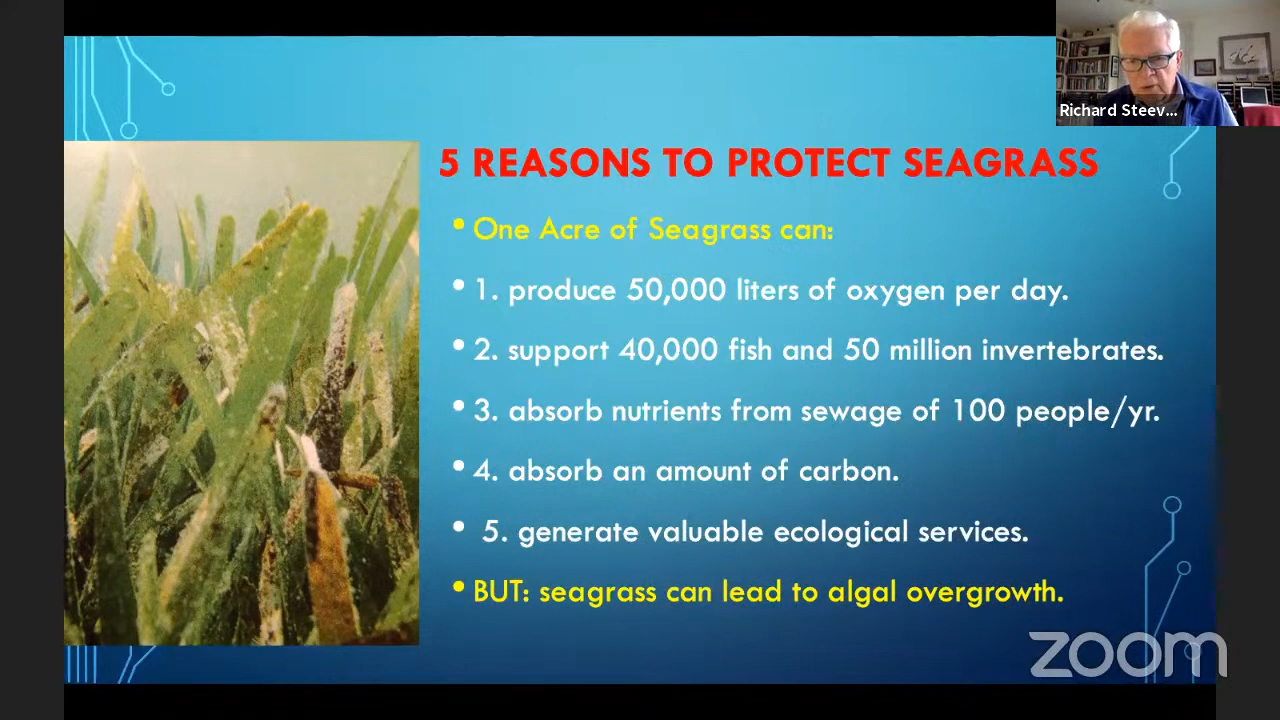 Richard Steev...
5 REASONS TO PROTECT SEAGRASS
• One Acre of Seagrass can:
• 1. produce 50,000 liters of oxygen per day.
• 2. support 40,000 fish and 50 million invertebrates.
• 3. absorb nutrients from sewage of 100 people/yr.
• 4. absorb an amount of carbon.
• 5. generate valuable ecological services.
• BUT: seagrass can lead to algal overgrowth.
zoom